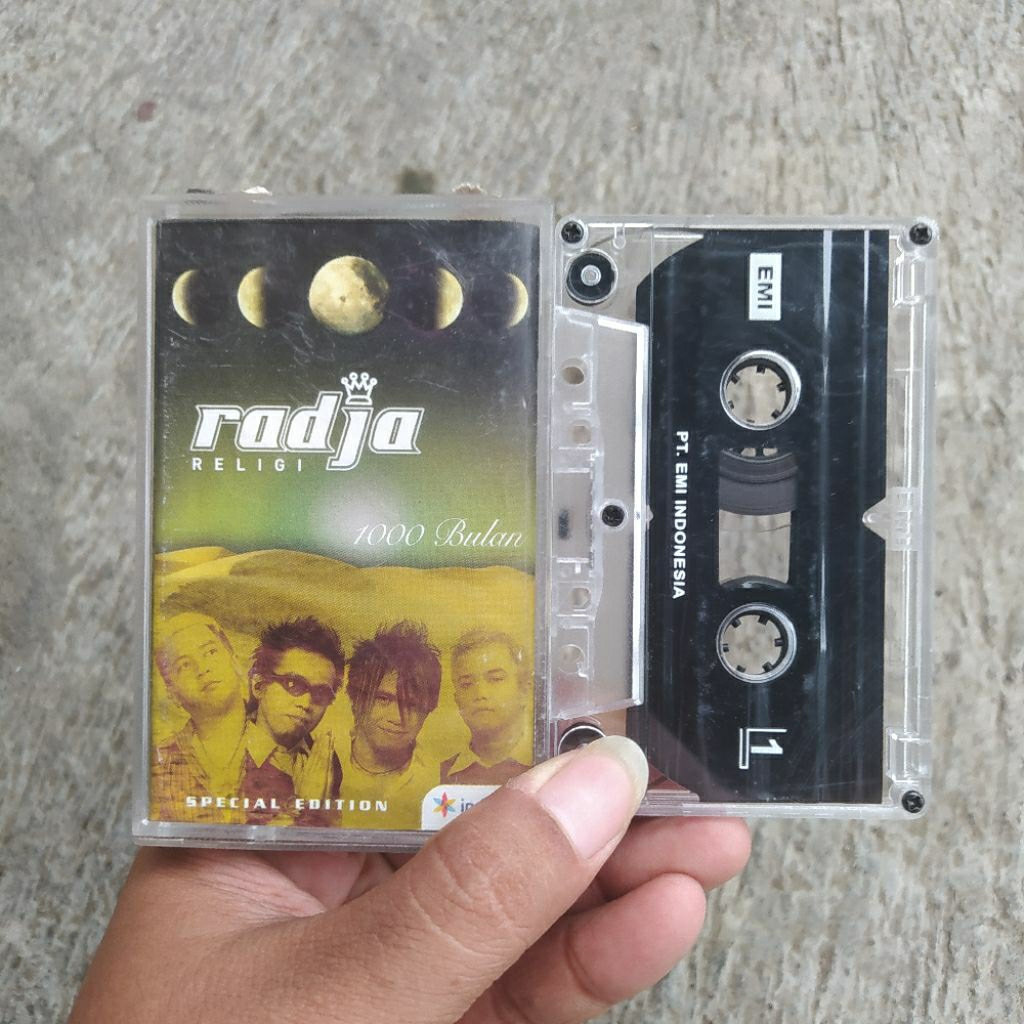 radja
RELIGI
1000 Bulan
SPECIAL EDITION
EMI
PT. EMI INDONESIA
1